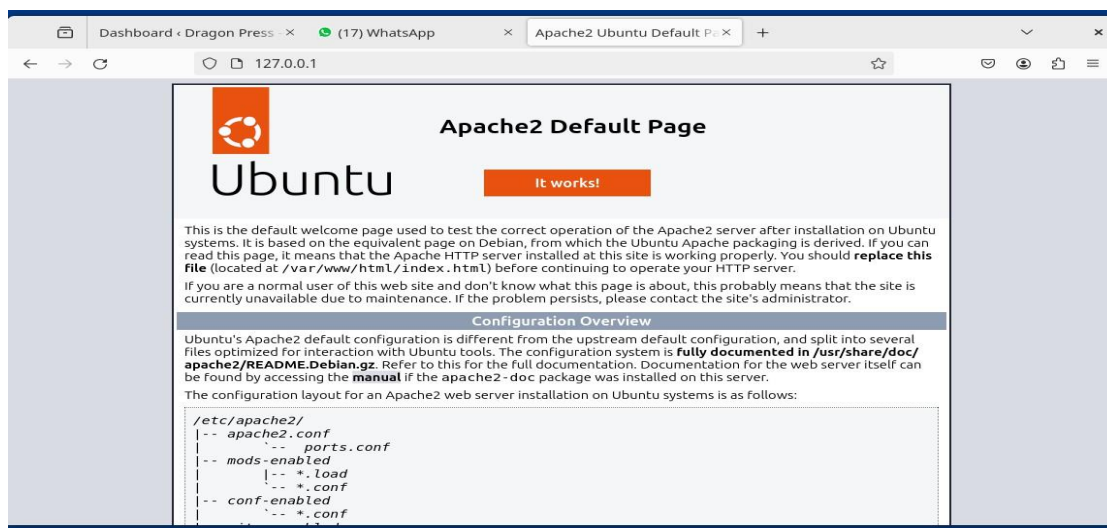 Dashboard ‹ Dragon Press -
(17) WhatsApp
Apache2 Ubuntu Default Pa
127.0.0.1
Ubuntu
Apache2 Default Page
It works!
This is the default welcome page used to test the correct operation of the Apache2 server after installation on Ubuntu
systems. It is based on the equivalent page on Debian, from which the Ubuntu Apache packaging is derived. If you can
read this page, it means that the Apache HTTP server installed at this site is working properly. You should replace this
file (located at /var/www/html/index.html) before continuing to operate your HTTP server.
If you are a normal user of this web site and don't know what this page is about, this probably means that the site is
currently unavailable due to maintenance. If the problem persists, please contact the site's administrator.
Configuration Overview
Ubuntu's Apache2 default configuration is different from the upstream default configuration, and split into several
files optimized for interaction with Ubuntu tools. The configuration system is fully documented in /usr/share/doc/
apache2/README.Debian.gz. Refer to this for the full documentation. Documentation for the web server itself can
be found by accessing the manual if the apache2-doc package was installed on this server.
The configuration layout for an Apache2 web server installation on Ubuntu systems is as follows:
/etc/apache2/
|-- apache2.conf
|       `--  ports.conf
|-- mods-enabled
|       |-- *.load
|       `-- *.conf
|-- conf-enabled
|       `-- *.conf